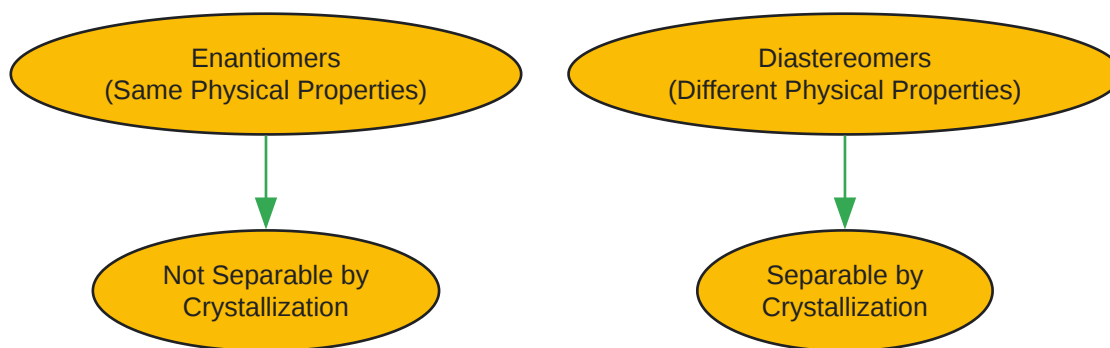 Enantiomers
(Same Physical Properties)
Diastereomers
(Different Physical Properties)
Not Separable by
Crystallization
Separable by
Crystallization